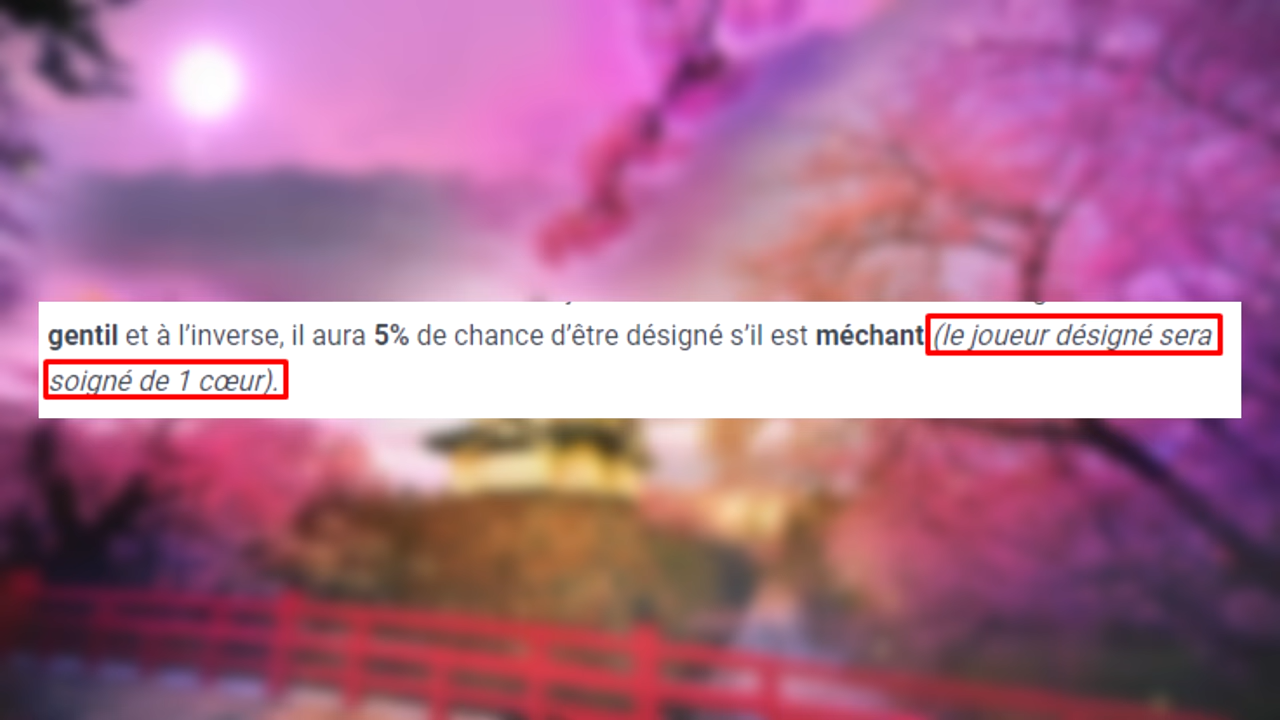 gentil et à l’inverse, il aura 5% de chance d’être désigné s’il est méchant (le joueur désigné sera
soigné de 1 cœur).